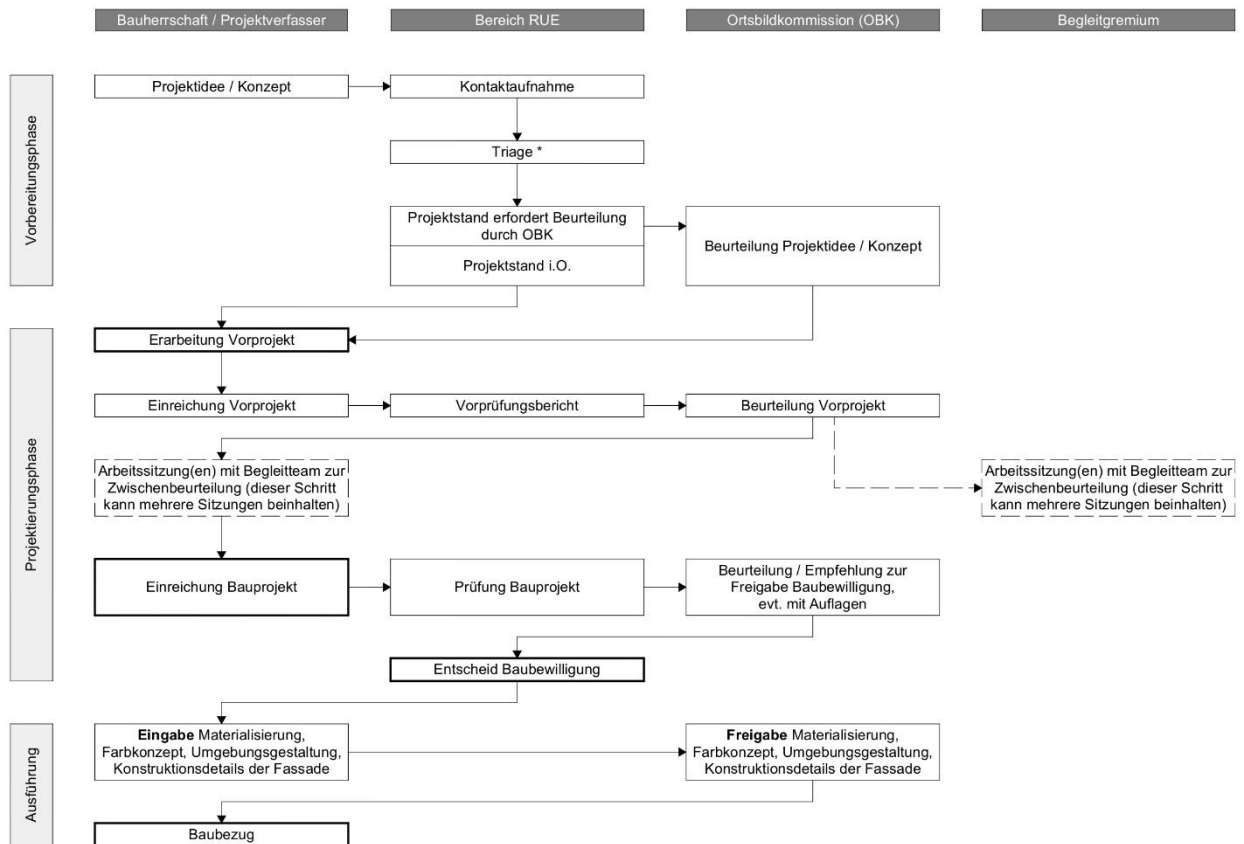 Bauherrschaft / Projektverfasser
Bereich RUE
Ortsbildkommission (OBK)
Begleitgremium
Vorbereitungsphase
Projektidee / Konzept
Kontaktaufnahme
Triage *
Projektstand erfordert Beurteilung
durch OBK
Projektstand i.O.
Beurteilung Projektidee / Konzept
Projektierungsphase
Erarbeitung Vorprojekt
Einreichung Vorprojekt
Vorprüfungsbericht
Beurteilung Vorprojekt
Arbeitssitzung(en) mit Begleitteam zur
Zwischenbeurteilung (dieser Schritt
kann mehrere Sitzungen beinhalten)
Arbeitssitzung(en) mit Begleitteam zur
Zwischenbeurteilung (dieser Schritt
kann mehrere Sitzungen beinhalten)
Einreichung Bauprojekt
Prüfung Bauprojekt
Beurteilung / Empfehlung zur
Freigabe Baubewilligung,
evt. mit Auflagen
Entscheid Baubewilligung
Ausführung
Eingabe Materialisierung,
Farbkonzept, Umgebungsgestaltung,
Konstruktionsdetails der Fassade
Freigabe Materialisierung,
Farbkonzept, Umgebungsgestaltung,
Konstruktionsdetails der Fassade
Baubezug